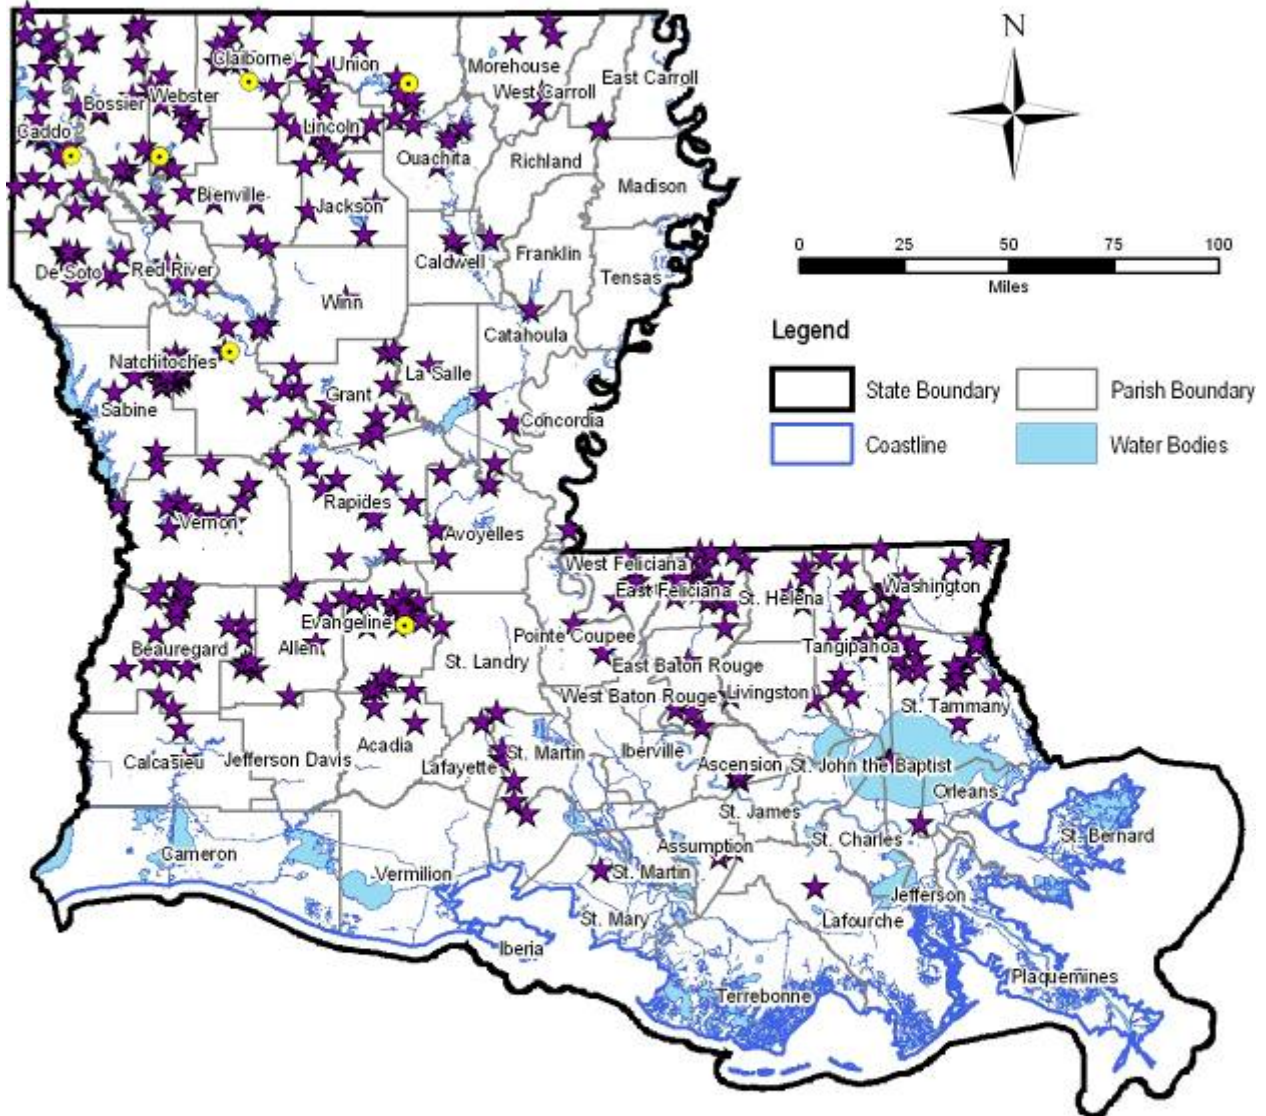 N
Claiborne
Union
Morehouse
East Carroll
West Carroll
Bossier
Webster
Caddo
Lincoln
Ouachita
Richland
Madison
Bienville
Jackson
De Soto
Red River
Caldwell
Franklin
Tensas
0 25 50 75 100
Miles
Winn
Catahoula
Legend
Natchitoches
La Salle
Grant
Sabine
Concordia
State Boundary
Parish Boundary
Coastline
Water Bodies
Rapides
Vernon
Avoyelles
West Feliciana
East Feliciana
St. Helena
Washington
Evangeline
Pointe Coupee
Beauregard
Allen
St. Landry
East Baton Rouge
Tangipahoa
West Baton Rouge
Livingston
St. Tammany
Calcasieu
Jefferson Davis
Acadia
Lafayette
St. Martin
Iberville
Ascension
St. John the Baptist
Orleans
St. James
St. Charles
St. Bernard
Cameron
Vermilion
Assumption
St. Martin
Jefferson
St. Mary
Lafourche
Iberia
Plaquemines
Terrebonne